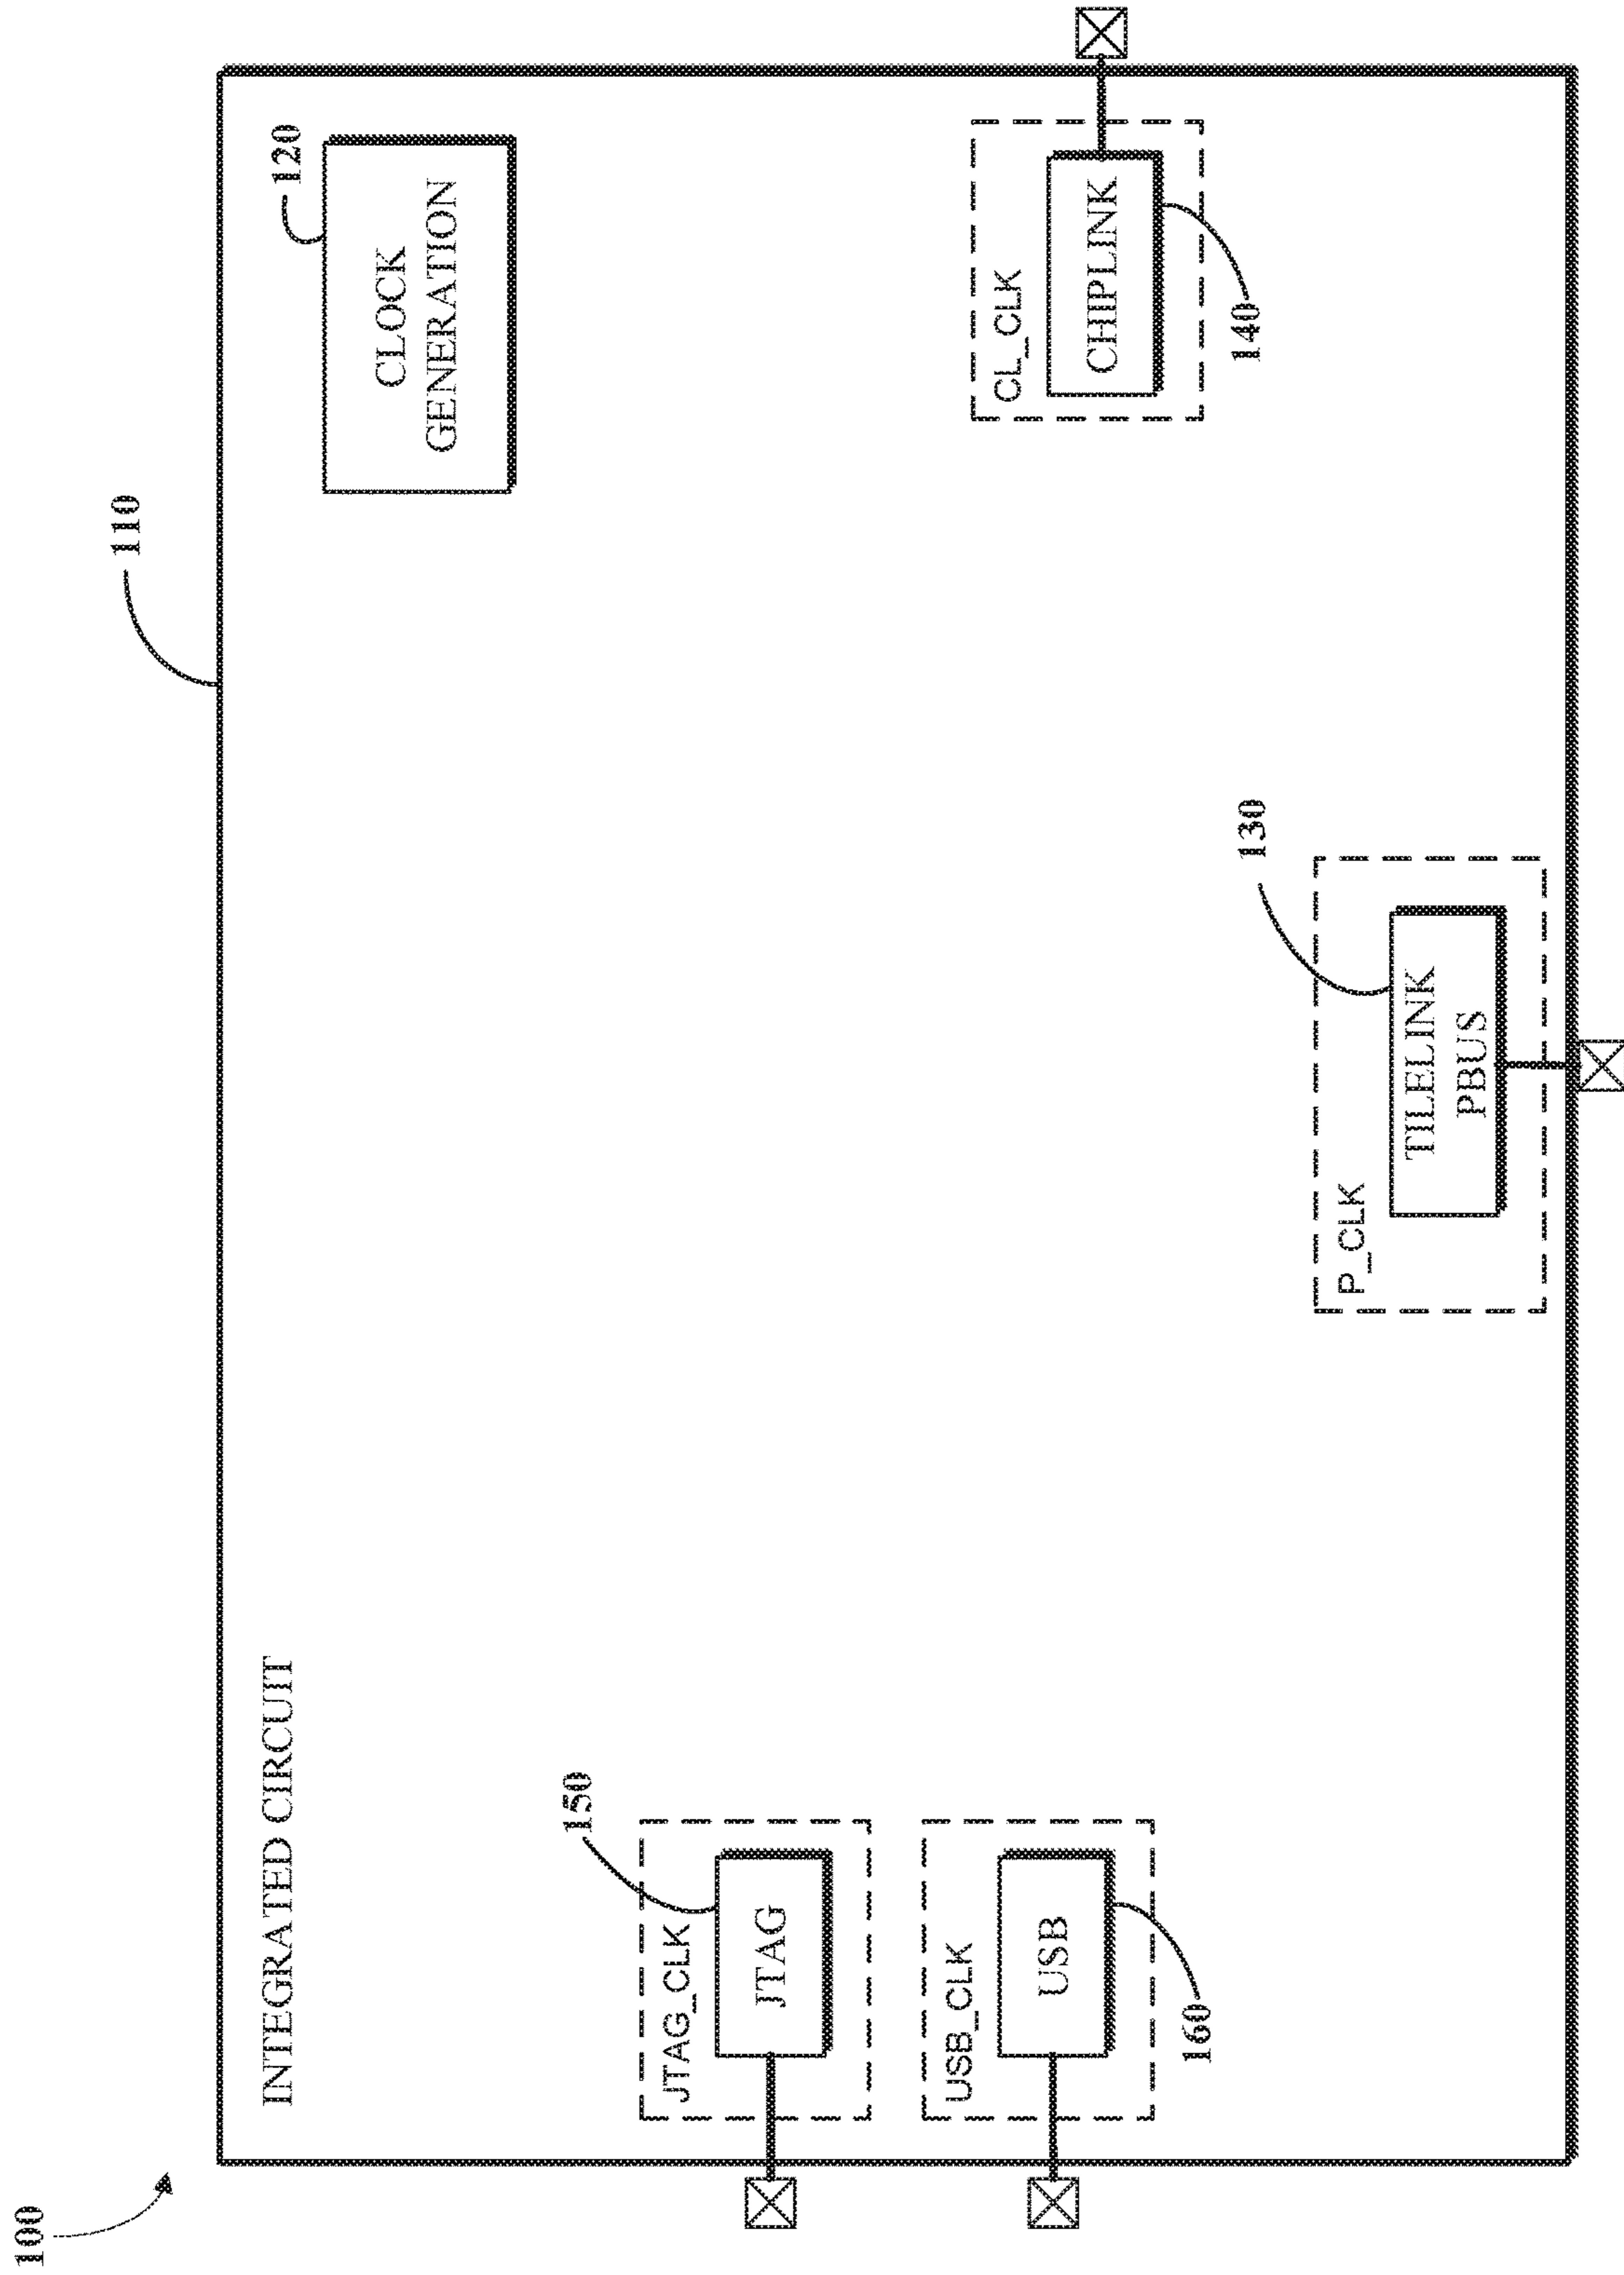 100
110
INTEGRATED CIRCUIT
120
CLOCK
GENERATION
150
JTAG_CLK
JTAG
USB_CLK
USB
160
CL_CLK
CHIPLINK
140
130
P_CLK
TILELINK
PBUS